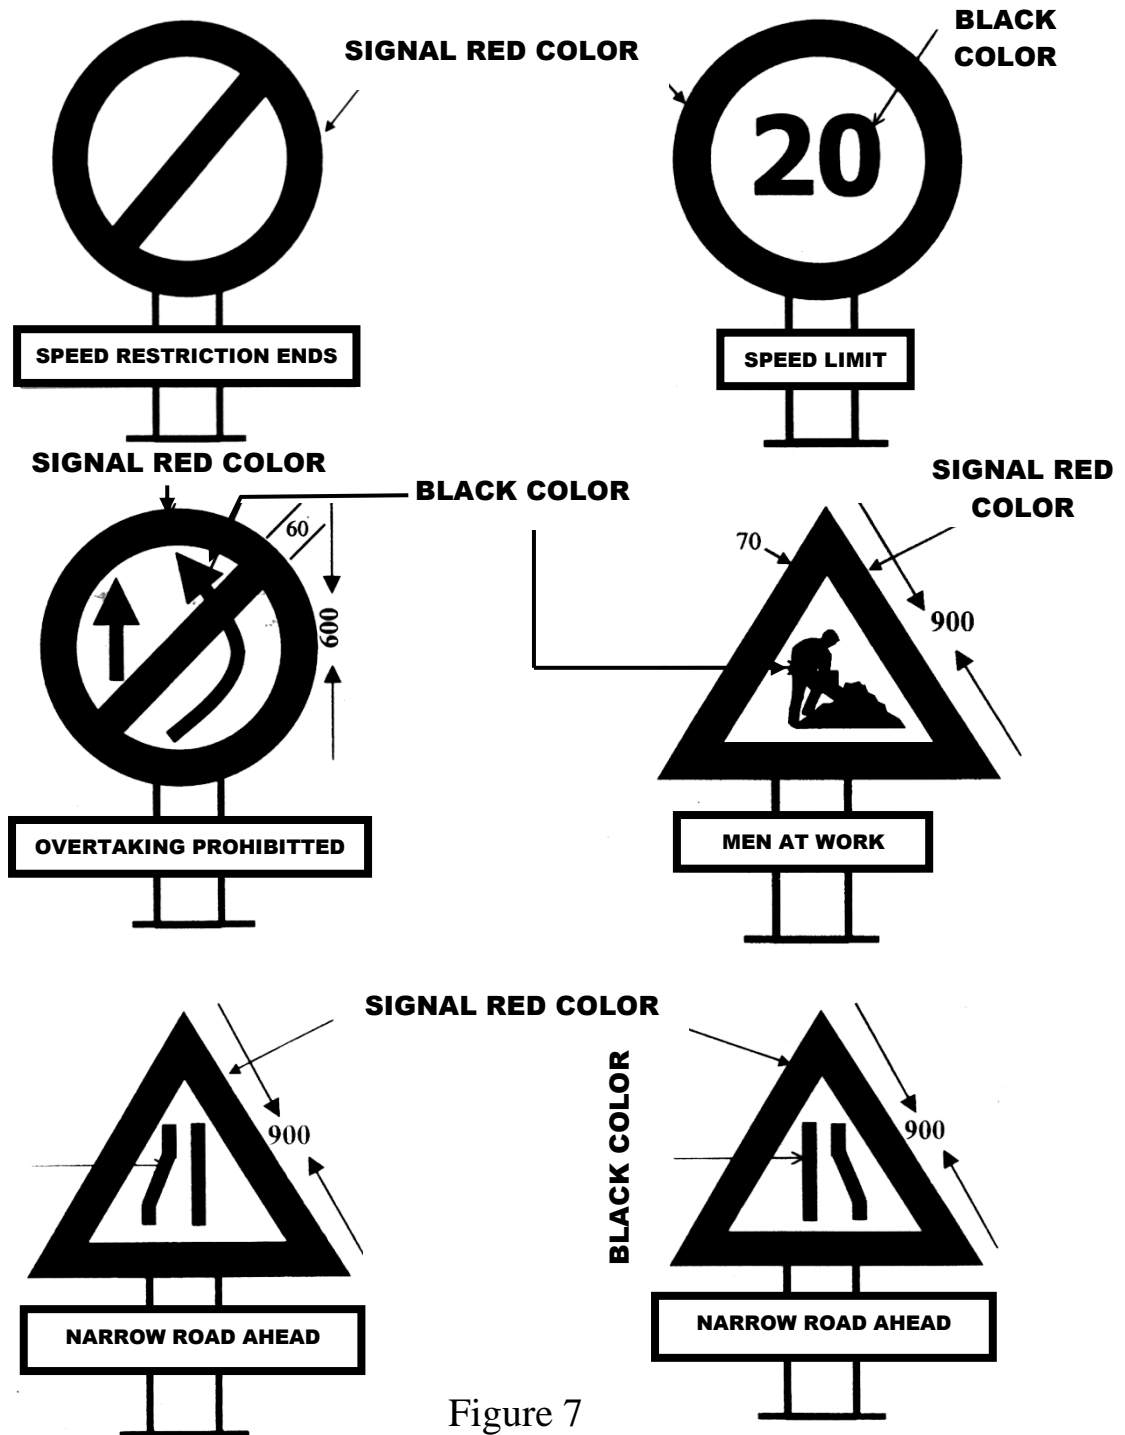 SIGNAL RED COLOR
BLACK
COLOR
20
SPEED RESTRICTION ENDS
SPEED LIMIT
SIGNAL RED COLOR
BLACK COLOR
SIGNAL RED
COLOR
60
600
70
900
OVERTAKING PROHIBITTED
MEN AT WORK
SIGNAL RED COLOR
BLACK COLOR
900
900
NARROW ROAD AHEAD
NARROW ROAD AHEAD
Figure 7